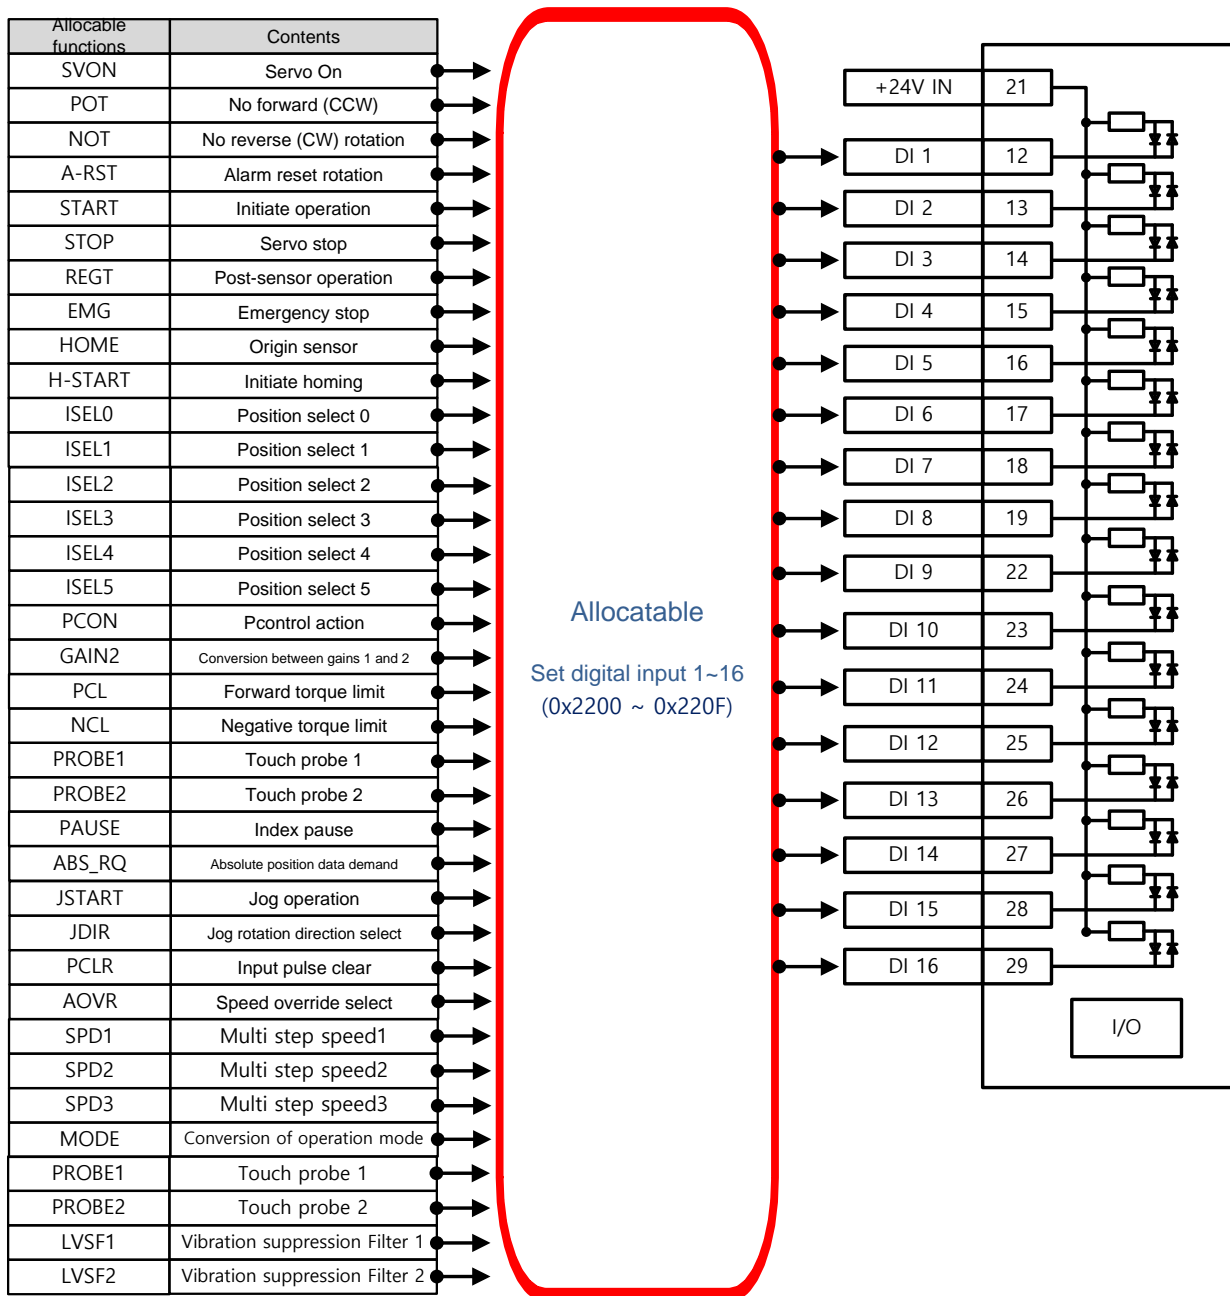 Allocable
functions
Contents
SVON Servo On
POT No forward (CCW)
NOT No reverse (CW) rotation
A-RST Alarm reset rotation
START Initiate operation
STOP Servo stop
REGT Post-sensor operation
EMG Emergency stop
HOME Origin sensor
H-START Initiate homing
ISEL0 Position select 0
ISEL1 Position select 1
ISEL2 Position select 2
ISEL3 Position select 3
ISEL4 Position select 4
ISEL5 Position select 5
PCON Pcontrol action
GAIN2 Conversion between gains 1 and 2
PCL Forward torque limit
NCL Negative torque limit
PROBE1 Touch probe 1
PROBE2 Touch probe 2
PAUSE Index pause
ABS_RQ Absolute position data demand
JSTART Jog operation
JDIR Jog rotation direction select
PCLR Input pulse clear
AOVR Speed override select
SPD1 Multi step speed1
SPD2 Multi step speed2
SPD3 Multi step speed3
MODE Conversion of operation mode
PROBE1 Touch probe 1
PROBE2 Touch probe 2
LVSF1 Vibration suppression Filter 1
LVSF2 Vibration suppression Filter 2
Allocatable
Set digital input 1~16
(0x2200 ~ 0x220F)
+24V IN 21
DI 1 12
DI 2 13
DI 3 14
DI 4 15
DI 5 16
DI 6 17
DI 7 18
DI 8 19
DI 9 22
DI 10 23
DI 11 24
DI 12 25
DI 13 26
DI 14 27
DI 15 28
DI 16 29
I/O